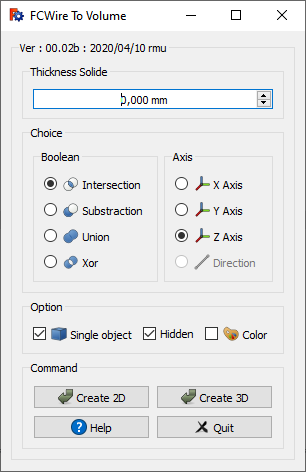 FCWire To Volume
Ver : 00.02b : 2020/04/10 rmu
Thickness Solide
0,000 mm
Choice
Boolean
Intersection
Substraction
Union
Xor
Axis
X Axis
Y Axis
Z Axis
Direction
Option
Single object
Hidden
Color
Command
Create 2D
Create 3D
Help
Quit